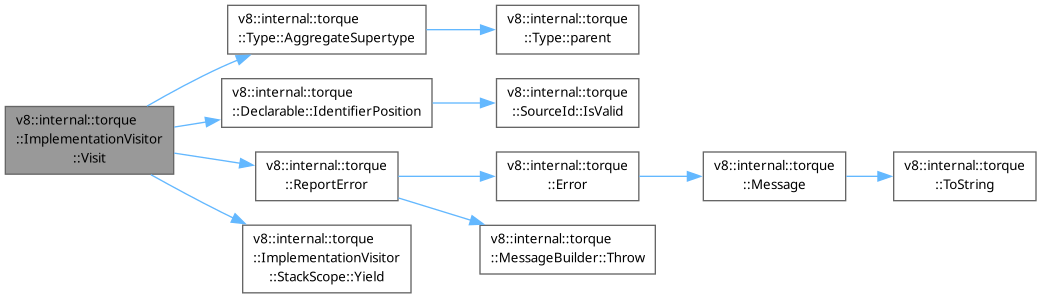 v8::internal::torque
::ImplementationVisitor
::Visit
v8::internal::torque
::Type::AggregateSupertype
v8::internal::torque
::Type::parent
v8::internal::torque
::Declarable::IdentifierPosition
v8::internal::torque
::SourceId::IsValid
v8::internal::torque
::ReportError
v8::internal::torque
::Error
v8::internal::torque
::Message
v8::internal::torque
::ToString
v8::internal::torque
::MessageBuilder::Throw
v8::internal::torque
::ImplementationVisitor
::StackScope::Yield